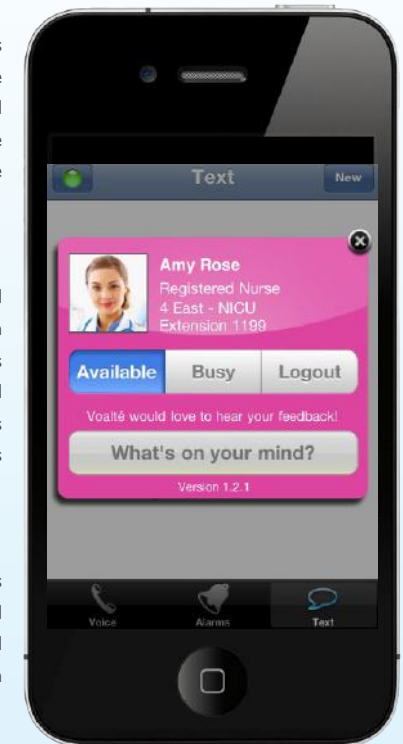 Text
New
Amy Rose
Registered Nurse
4 East - NICU
Extension 1199
Available
Busy
Logout
Voalté would love to hear your feedback!
What's on your mind?
Version 1.2.1
Voice
Alarms
Text